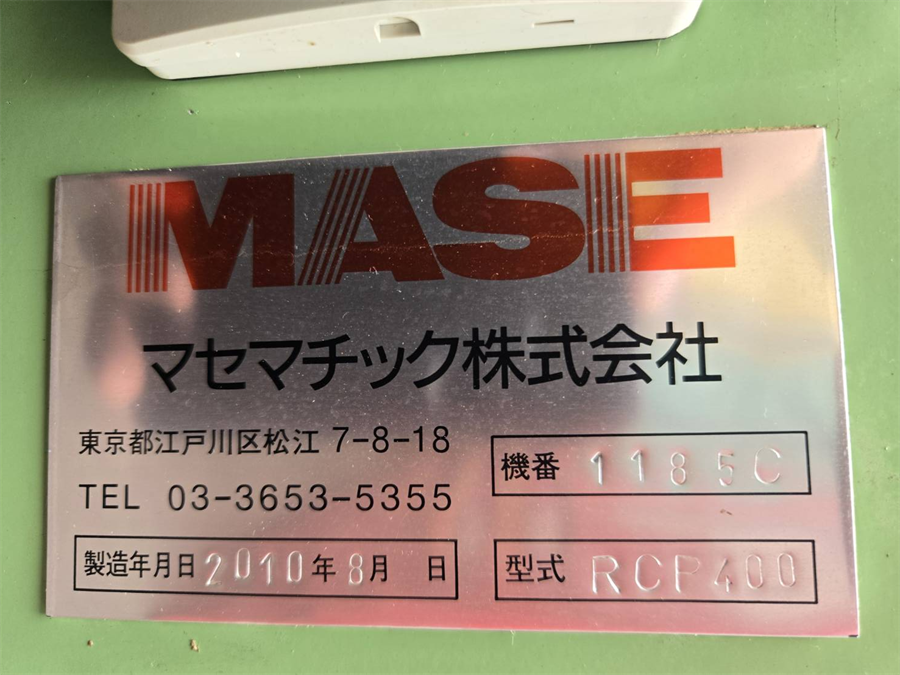 MASE
マセマチック株式会社
東京都江戸川区松江 7-8-18
TEL 03-3653-5355
機番 1185C
製造年月日 2010年8月 日
型式 RCP400